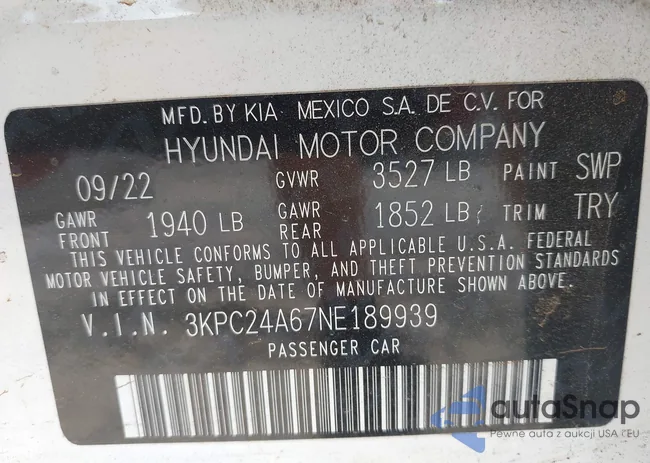 MFD. BY KIA MEXICO S.A. DE C.V. FOR
HYUNDAI MOTOR COMPANY
09/22 GVWR 3527 LB PAINT SWP
GAWR FRONT 1940 LB GAWR REAR 1852 LB TRIM TRY
THIS VEHICLE CONFORMS TO ALL APPLICABLE U.S.A. FEDERAL
MOTOR VEHICLE SAFETY, BUMPER, AND THEFT PREVENTION STANDARDS
IN EFFECT ON THE DATE OF MANUFACTURE SHOWN ABOVE.
V.I.N. 3KPC24A67NE189939
PASSENGER CAR
autoSnap
Pewne auta z aukcji USA i EU